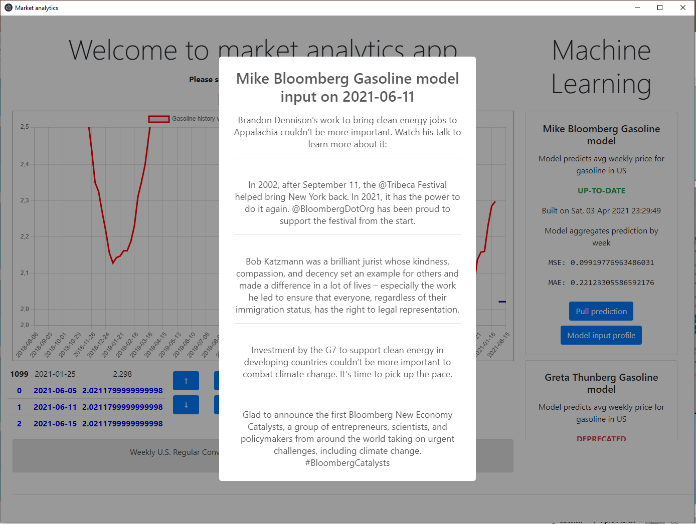 Market analytics
Welcome to market analytics app
Please s
Machine
Learning
Gasoline history
2,5
2,4
2,3
2,2
2,1
2,0
2,0
Mike Bloomberg Gasoline model
input on 2021-06-11
Brandon Dennison's work to bring clean energy jobs to
Appalachia couldn't be more important. Watch his talk to
learn more about it:
In 2002, after September 11, the @Tribeca Festival
helped bring New York back. In 2021, it has the power to
do it again. @BloombergDotOrg has been proud to
support the festival from the start.
Bob Katzmann was a brilliant jurist whose kindness,
compassion, and decency set an example for others and
made a difference in a lot of lives – especially the work
he led to ensure that everyone, regardless of their
immigration status, has the right to legal representation.
Investment by the G7 to support clean energy in
developing countries couldn't be more important to
combat climate change. It's time to pick up the pace.
Glad to announce the first Bloomberg New Economy
Catalysts, a group of entrepreneurs, scientists, and
policymakers from around the world taking on urgent
challenges, including climate change.
#BloombergCatalysts
1099 2021-01-25 2.298
0 2021-06-05 2.0211799999999998
1 2021-06-11 2.0211799999999998
2 2021-06-15 2.0211799999999998
↑
↓
Weekly U.S. Regular Conv
Mike Bloomberg Gasoline
model
Model predicts avg weekly price for
gasoline in US
UP-TO-DATE
Built on Sat, 03 Apr 2021 23:29:49
Model aggregates prediction by
week
MSE: 0.09919776963486031
MAE: 0.22123305586592176
Pull prediction
Model input profile
Greta Thunberg Gasoline
model
Model predicts avg weekly price for
gasoline in US
DEPRECATED